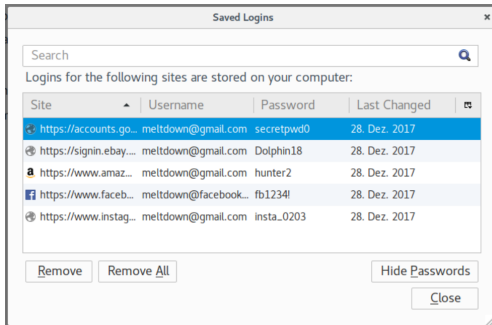 Saved Logins
Search
Logins for the following sites are stored on your computer:
Site Username Password Last Changed
https://accounts.go... meltdown@gmail.com secretpwd0 28. Dez. 2017
https://signin.ebay.... meltdown@gmail.com Dolphin18 28. Dez. 2017
https://www.amaz... meltdown@gmail.com hunter2 28. Dez. 2017
https://www.faceb... meltdown@facebook... fb1234! 28. Dez. 2017
https://www.instag... meltdown@gmail.com insta_0203 28. Dez. 2017
Remove Remove All Hide Passwords
Close